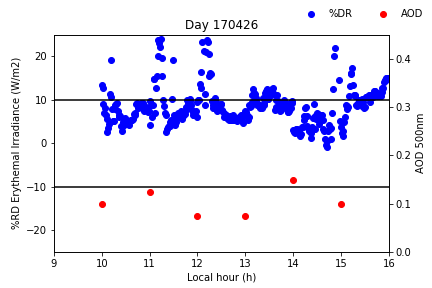 %DR AOD
Day 170426
%RD Erythemal Irradiance (W/m2)
20
10
0
−10
−20
0.4
0.3
0.2
0.1
0.0
AOD 500nm
9 10 11 12 13 14 15 16
Local hour (h)